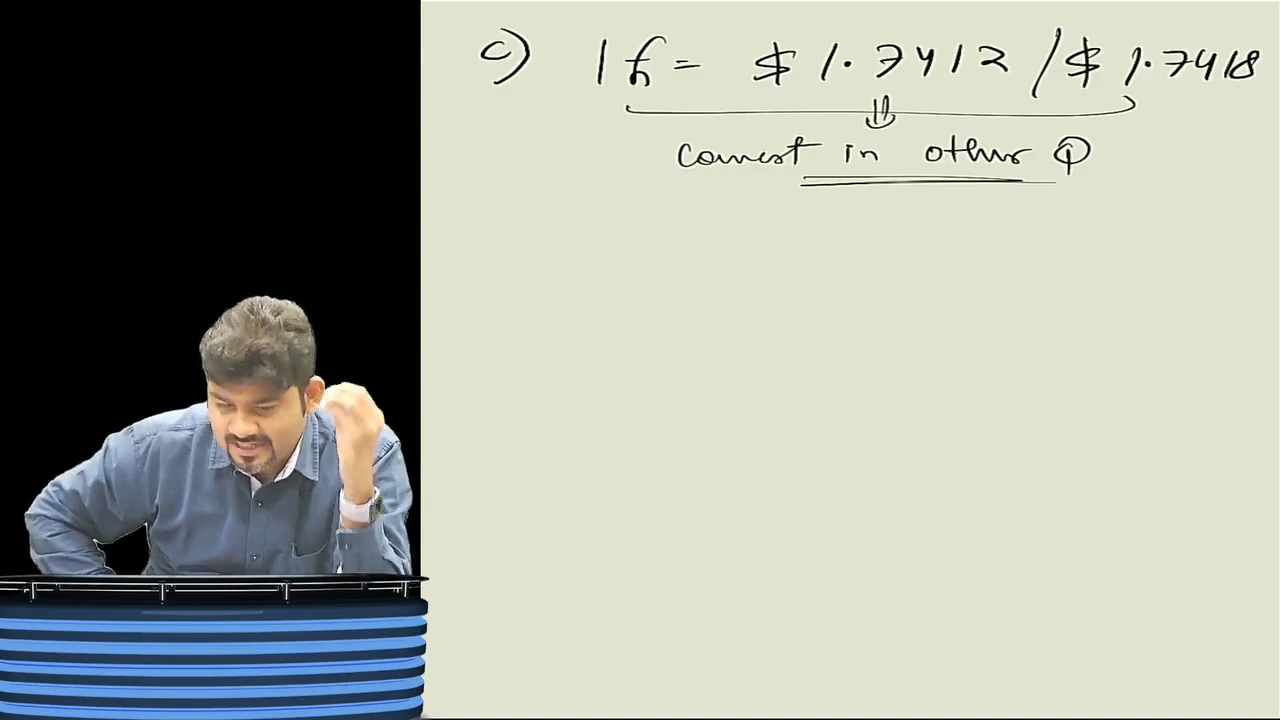 c) 1 £ = $ 1.7412 / $ 1.7418
convert in other Q